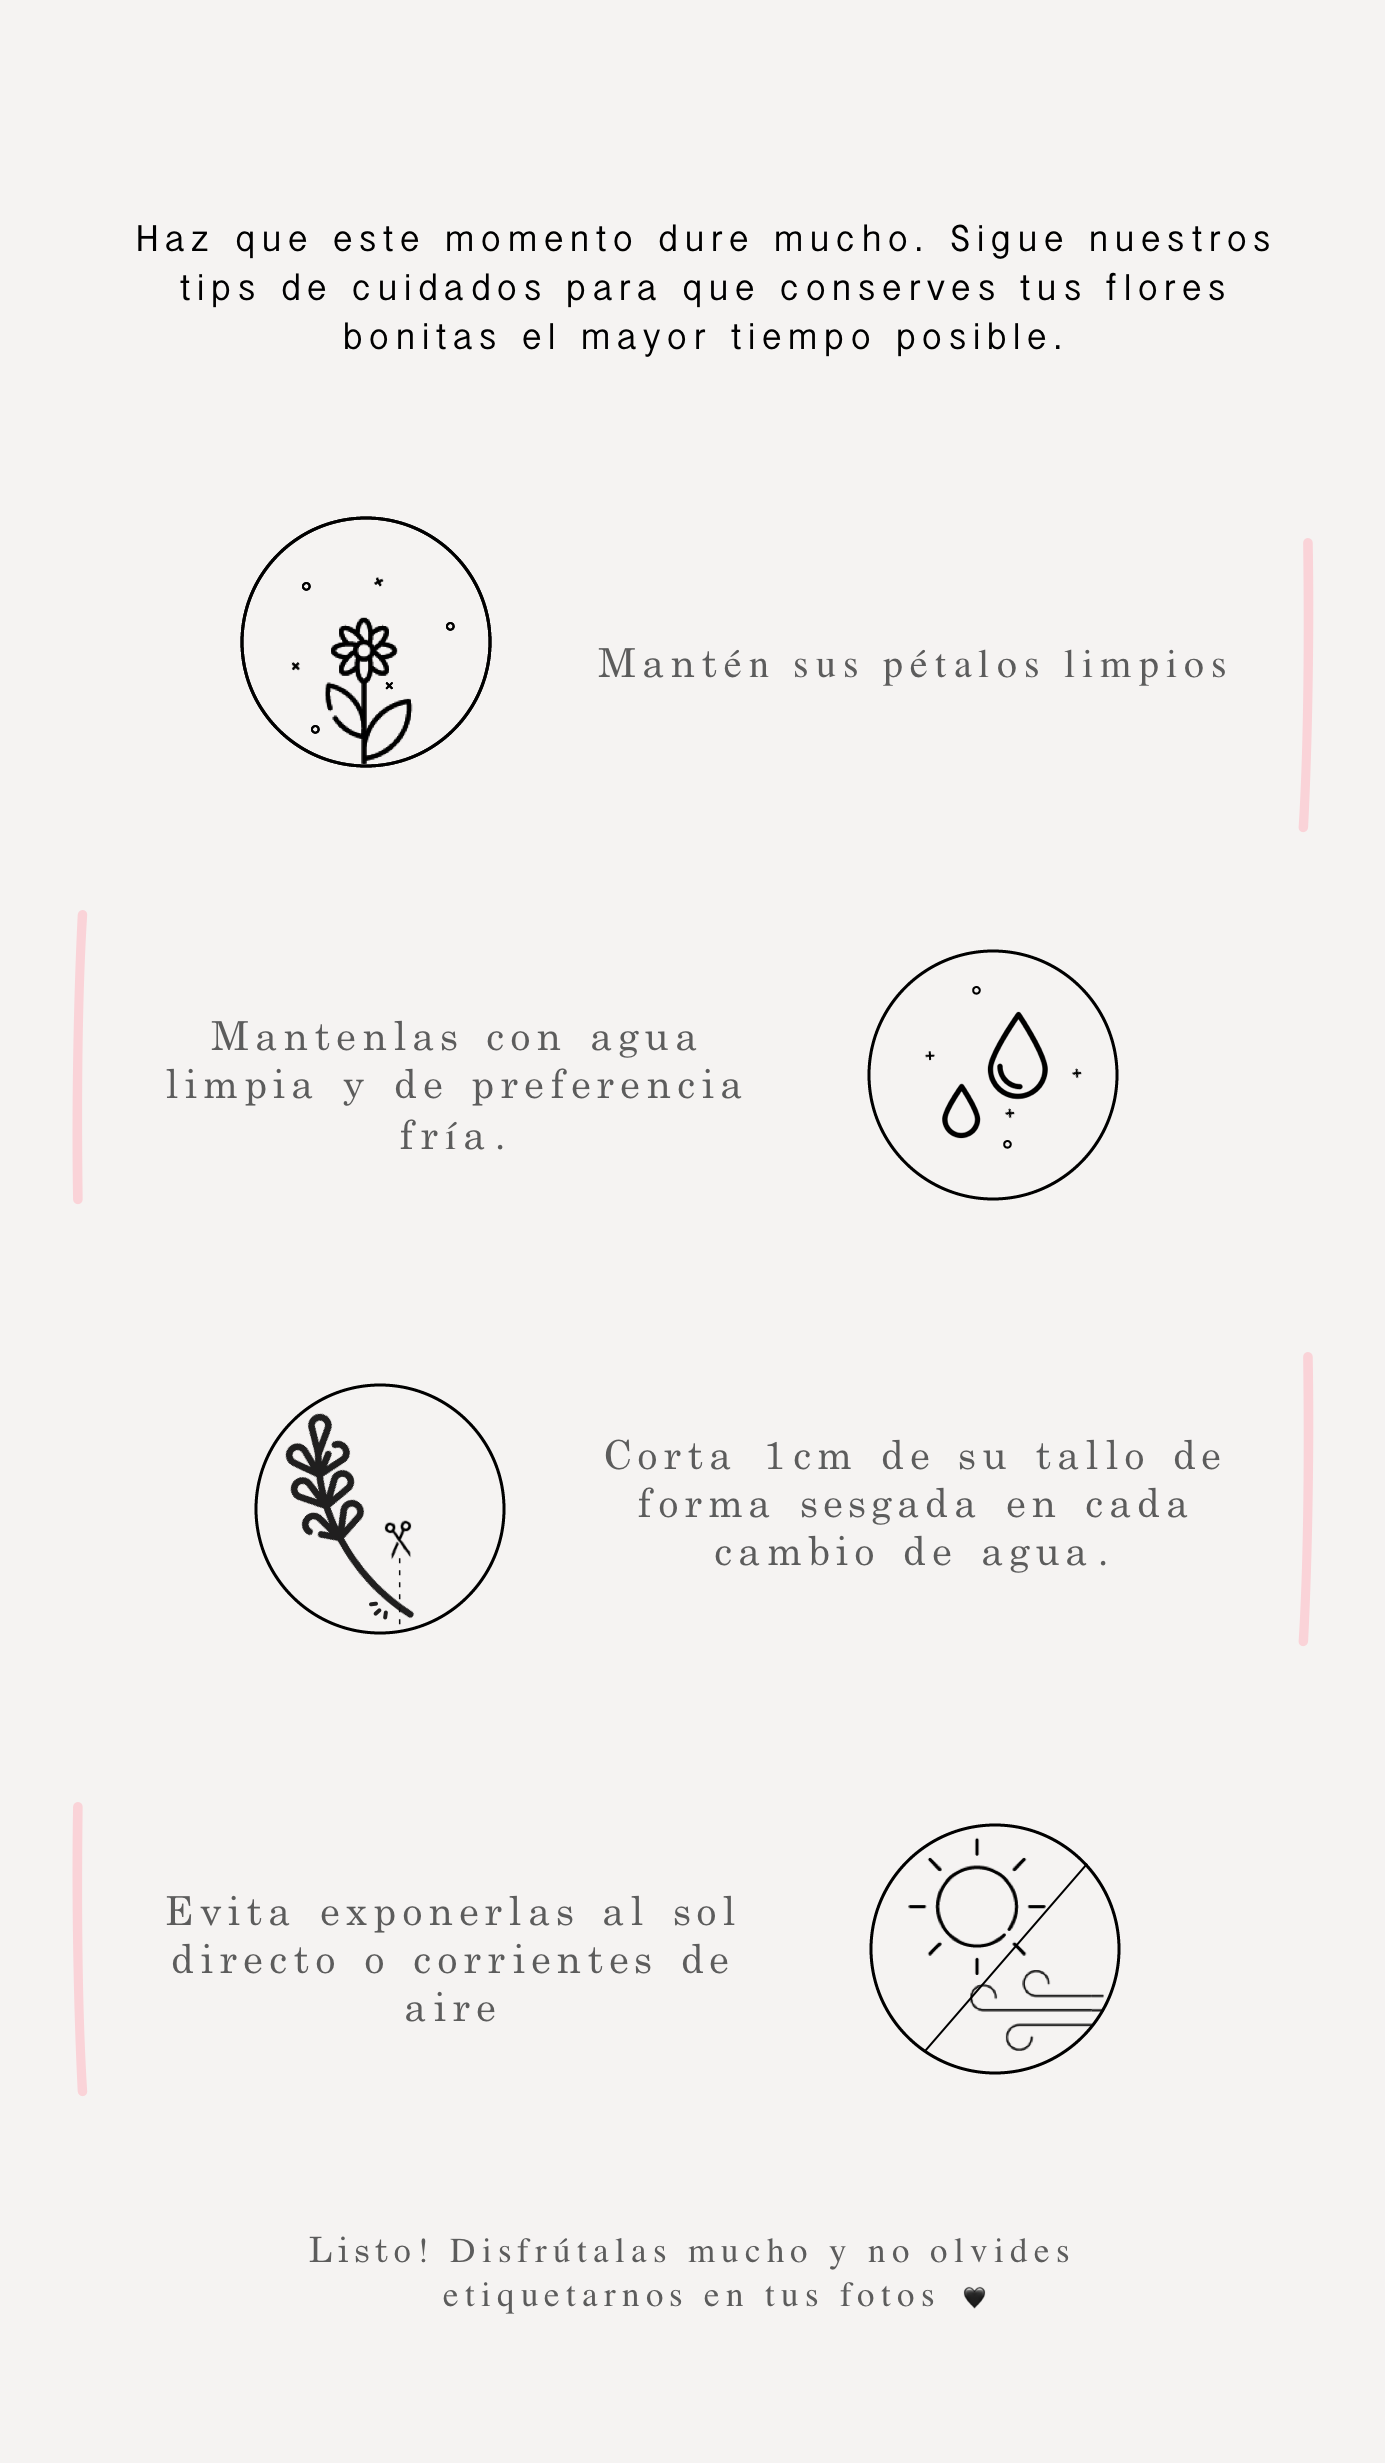 Haz que este momento dure mucho. Sigue nuestros
tips de cuidados para que conserves tus flores
bonitas el mayor tiempo posible.
Mantén sus pétalos limpios
Mantenlas con agua
limpia y de preferencia
fría.
Corta 1cm de su tallo de
forma sesgada en cada
cambio de agua.
Evita exponerlas al sol
directo o corrientes de
aire
Listo! Disfrútalas mucho y no olvides
etiquetarnos en tus fotos 🖤